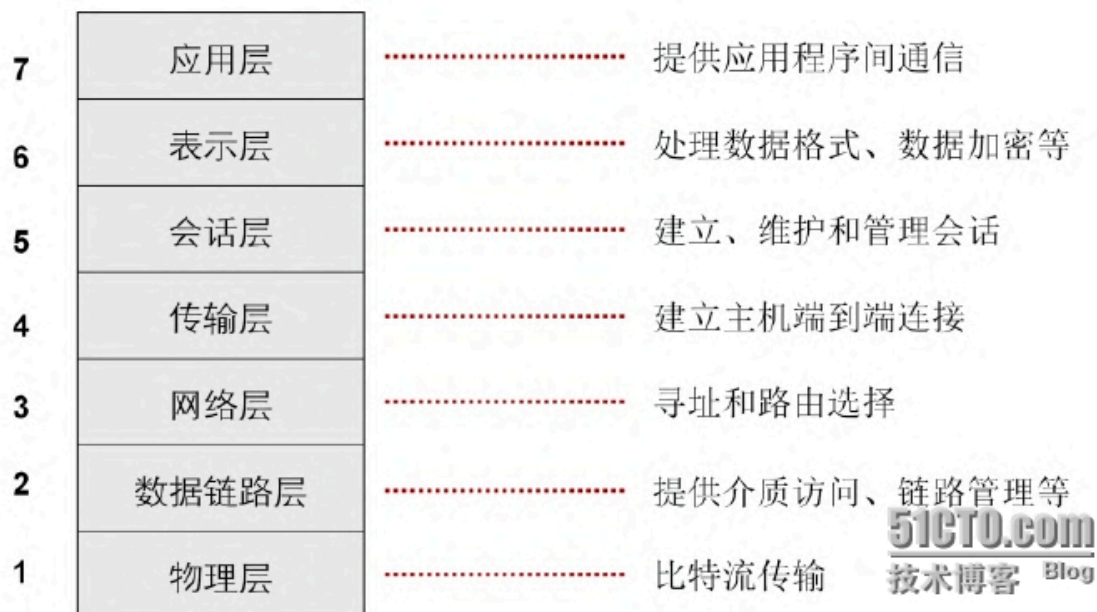 7 应用层 提供应用程序间通信
6 表示层 处理数据格式、数据加密等
5 会话层 建立、维护和管理会话
4 传输层 建立主机端到端连接
3 网络层 寻址和路由选择
2 数据链路层 提供介质访问、链路管理等
1 物理层 比特流传输
51CTO.com
技术博客 Blog